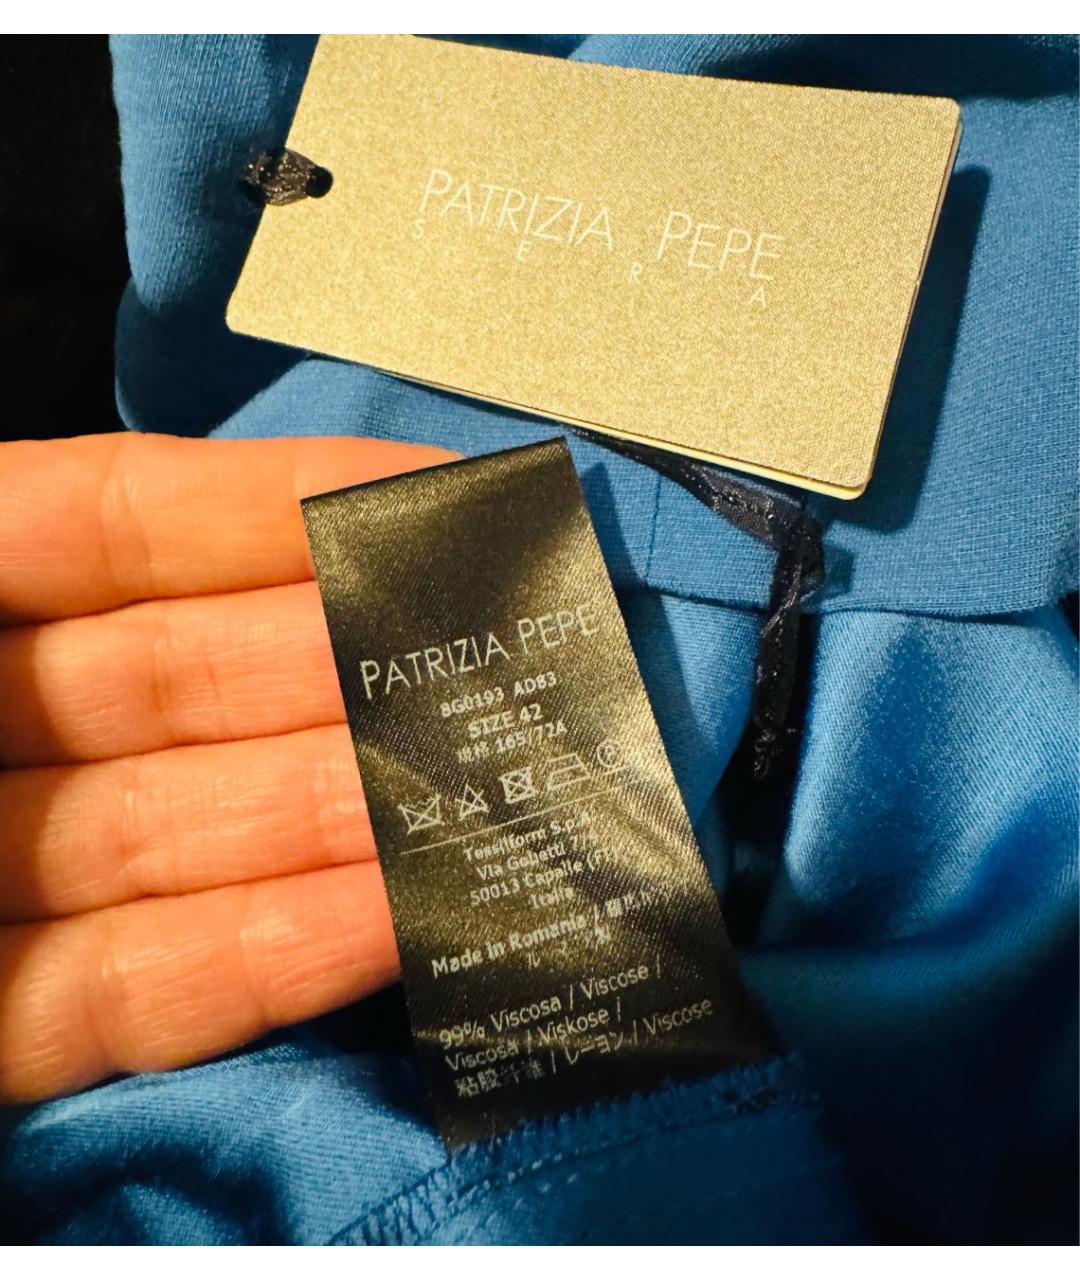 PATRIZIA PEPE
S E R A
PATRIZIA PEPE
8G0193 AD83
SIZE 42
165/72A
P
Tessilform S.p.A.
Via Gobetti 7/9
50013 Capalle (FI)
Italia
Made in Romania /
99% Viscosa / Viscose /
Viscosa / Viskose /
/ レーヨン / Viscose